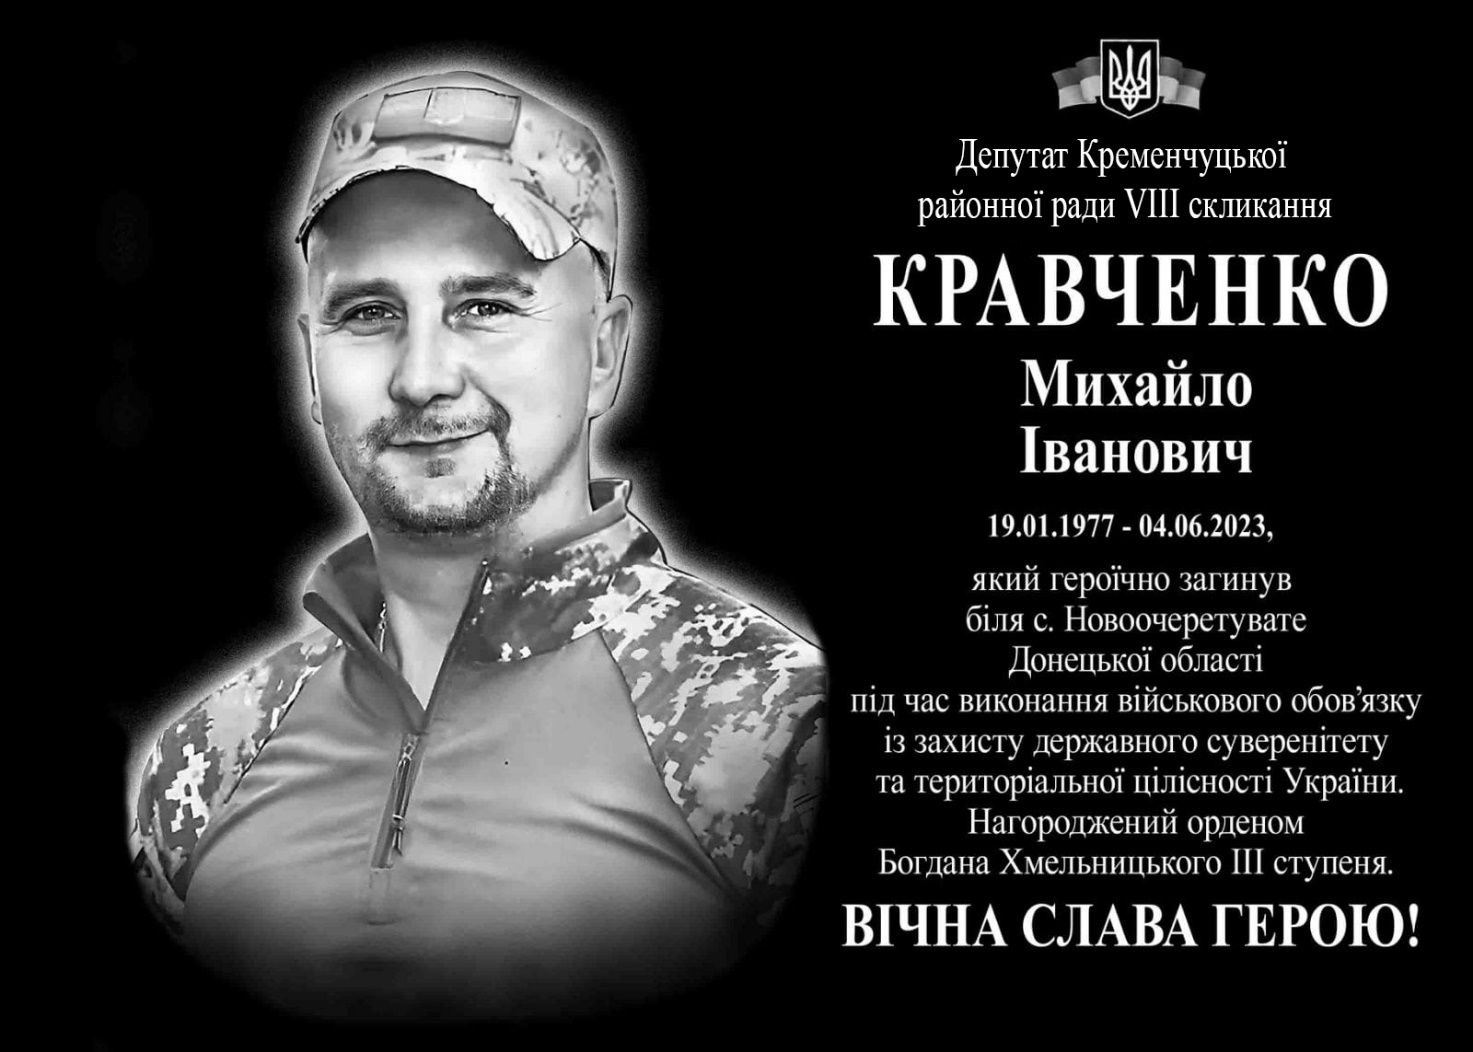 Депутат Кременчуцької
районної ради VIII скликання
КРАВЧЕНКО
Михайло
Іванович
19.01.1977 - 04.06.2023,
який героїчно загинув
біля с. Новоочеретувате
Донецької області
під час виконання військового обов’язку
із захисту державного суверенітету
та територіальної цілісності України.
Нагороджений орденом
Богдана Хмельницького III ступеня.
ВІЧНА СЛАВА ГЕРОЮ!